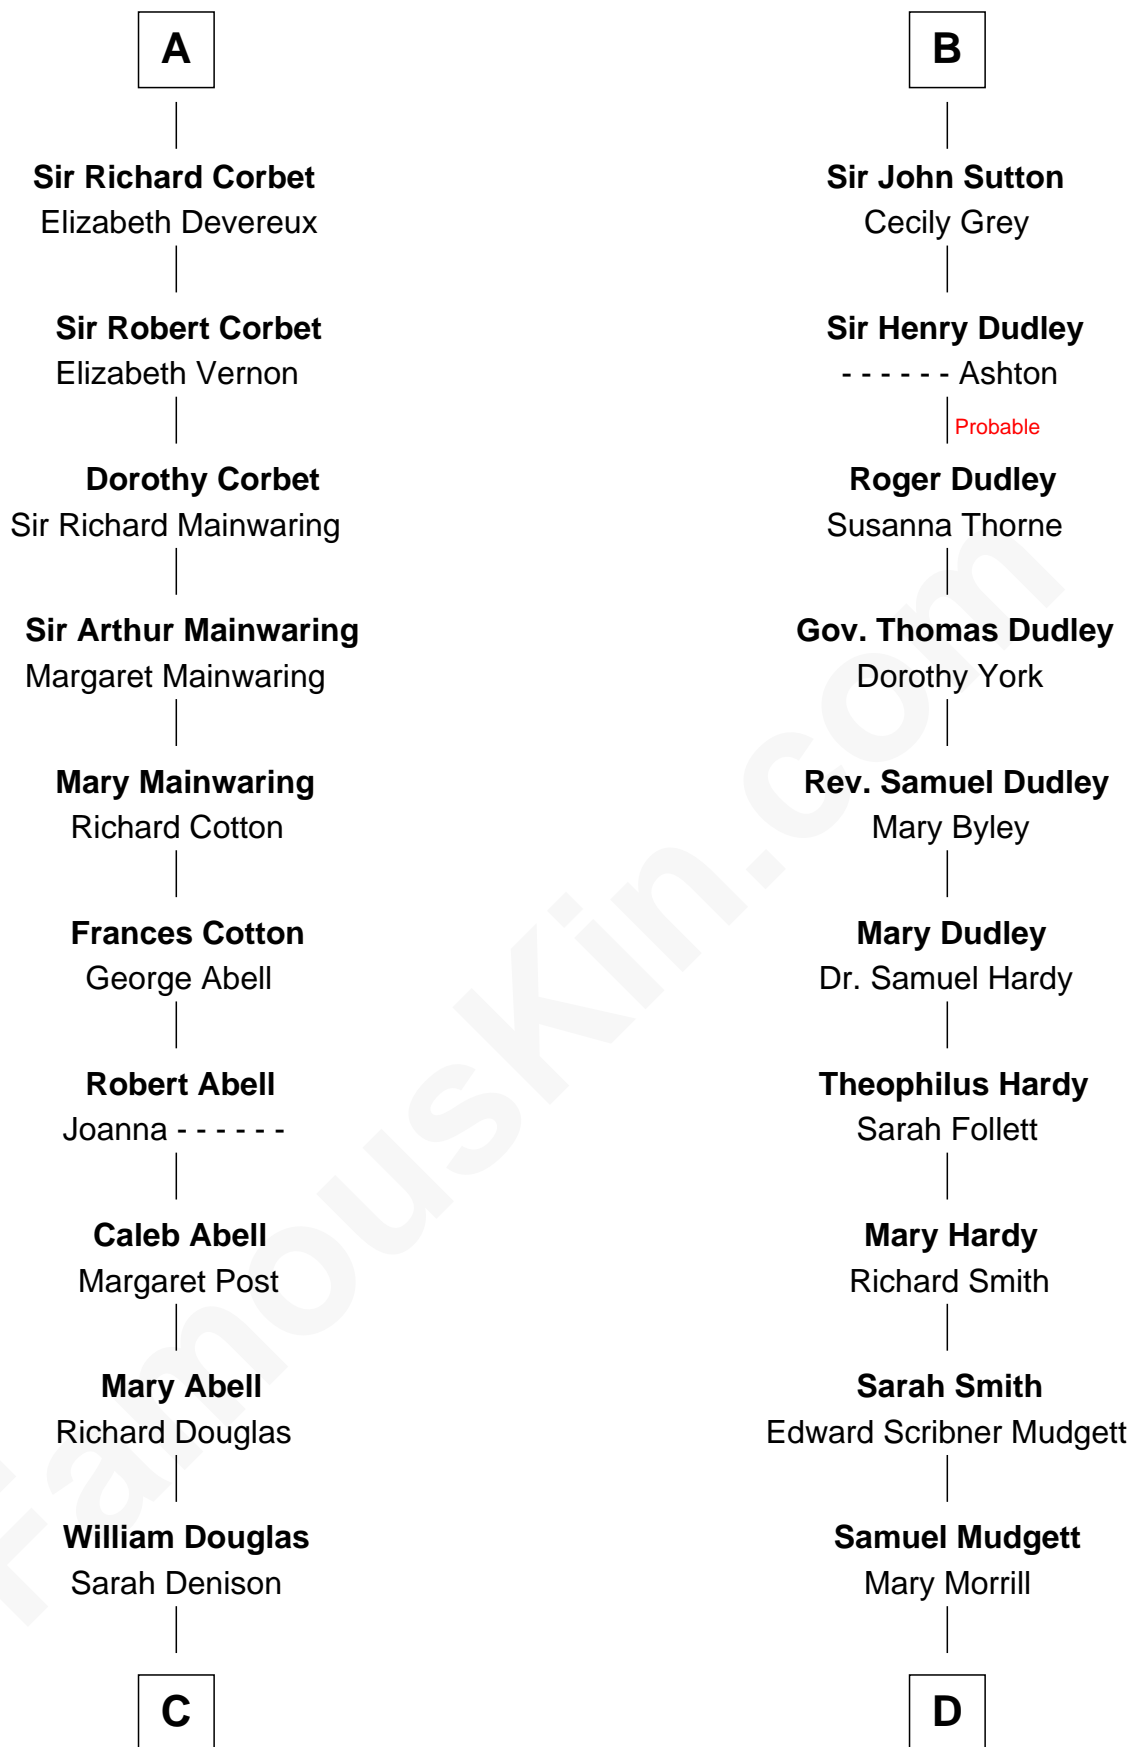 A
Sir Richard Corbet
Elizabeth Devereux
Sir Robert Corbet
Elizabeth Vernon
Dorothy Corbet
Sir Richard Mainwaring
Sir Arthur Mainwaring
Margaret Mainwaring
Mary Mainwaring
Richard Cotton
Frances Cotton
George Abell
Robert Abell
Joanna - - - - - -
Caleb Abell
Margaret Post
Mary Abell
Richard Douglas
William Douglas
Sarah Denison
C
B
Sir John Sutton
Cecily Grey
Sir Henry Dudley
- - - - - - Ashton
Probable
Roger Dudley
Susanna Thorne
Gov. Thomas Dudley
Dorothy York
Rev. Samuel Dudley
Mary Byley
Mary Dudley
Dr. Samuel Hardy
Theophilus Hardy
Sarah Follett
Mary Hardy
Richard Smith
Sarah Smith
Edward Scribner Mudgett
Samuel Mudgett
Mary Morrill
D
FamousKin.com